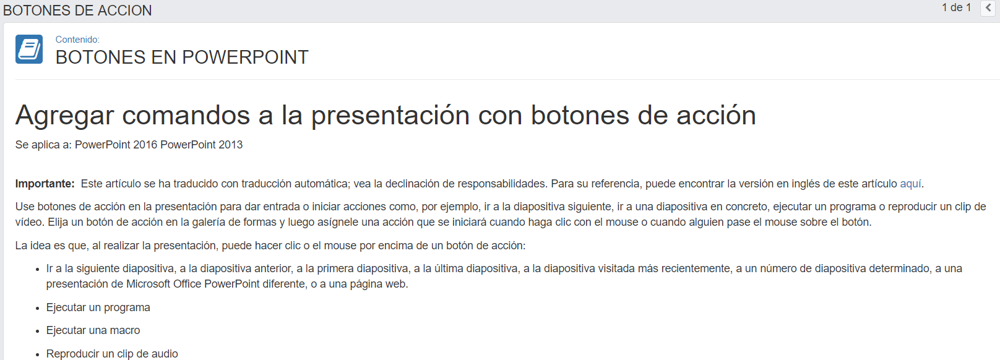 BOTONES DE ACCION
1 de 1
Contenido:
BOTONES EN POWERPOINT
Agregar comandos a la presentación con botones de acción
Se aplica a: PowerPoint 2016 PowerPoint 2013
Importante: Este artículo se ha traducido con traducción automática; vea la declinación de responsabilidades. Para su referencia, puede encontrar la versión en inglés de este artículo aquí.
Use botones de acción en la presentación para dar entrada o iniciar acciones como, por ejemplo, ir a la diapositiva siguiente, ir a una diapositiva en concreto, ejecutar un programa o reproducir un clip de
vídeo. Elija un botón de acción en la galería de formas y luego asígnele una acción que se iniciará cuando haga clic con el mouse o cuando alguien pase el mouse sobre el botón.
La idea es que, al realizar la presentación, puede hacer clic o el mouse por encima de un botón de acción:
• Ir a la siguiente diapositiva, a la diapositiva anterior, a la primera diapositiva, a la última diapositiva, a la diapositiva visitada más recientemente, a un número de diapositiva determinado, a una
presentación de Microsoft Office PowerPoint diferente, o a una página web.
• Ejecutar un programa
• Ejecutar una macro
• Reproducir un clip de audio